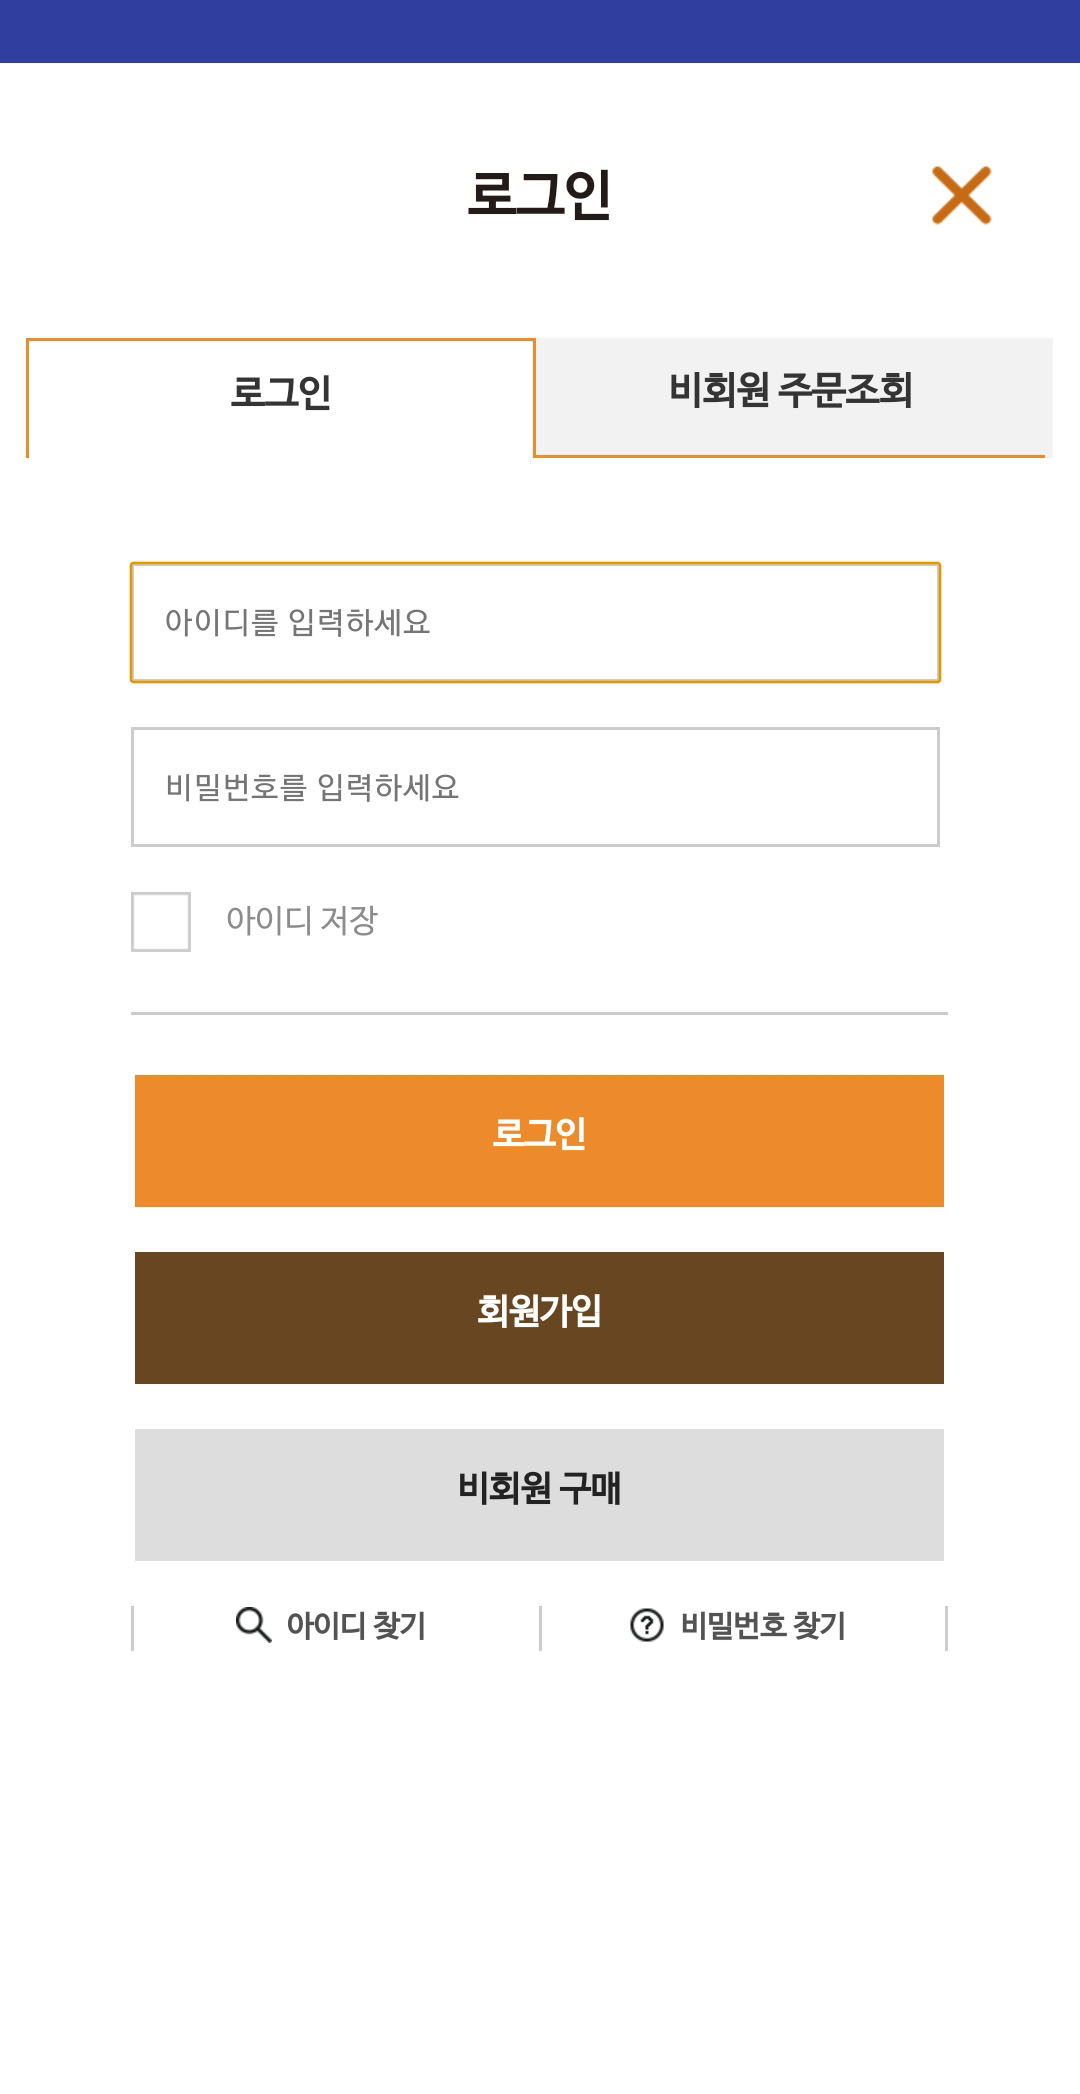 로그인
로그인
비회원 주문조회
아이디를 입력하세요
비밀번호를 입력하세요
아이디 저장
로그인
회원가입
비회원 구매
아이디 찾기
비밀번호 찾기